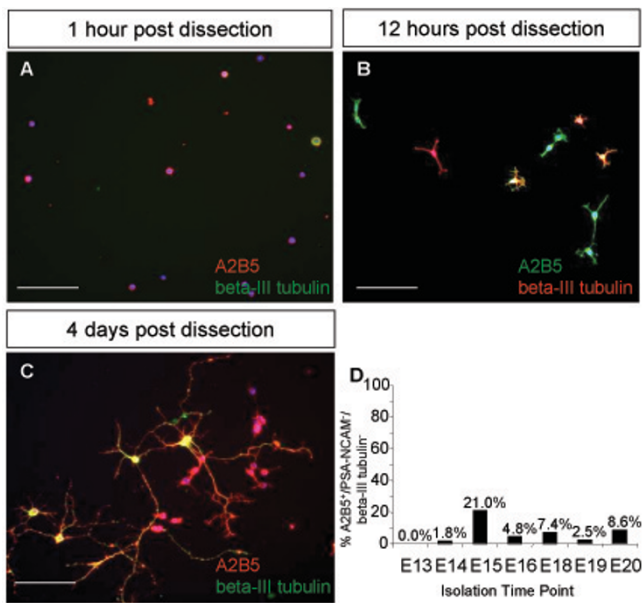 1 hour post dissection
12 hours post dissection
A
A2B5
beta-III tubulin
B
A2B5
beta-III tubulin
4 days post dissection
C
A2B5
beta-III tubulin
D
% A2B5⁺/PSA-NCAM⁻/
beta-III tubulin⁻
100
80
60
40
20
0
0.0%
1.8%
21.0%
4.8%
7.4%
2.5%
8.6%
E13 E14 E15 E16 E18 E19 E20
Isolation Time Point